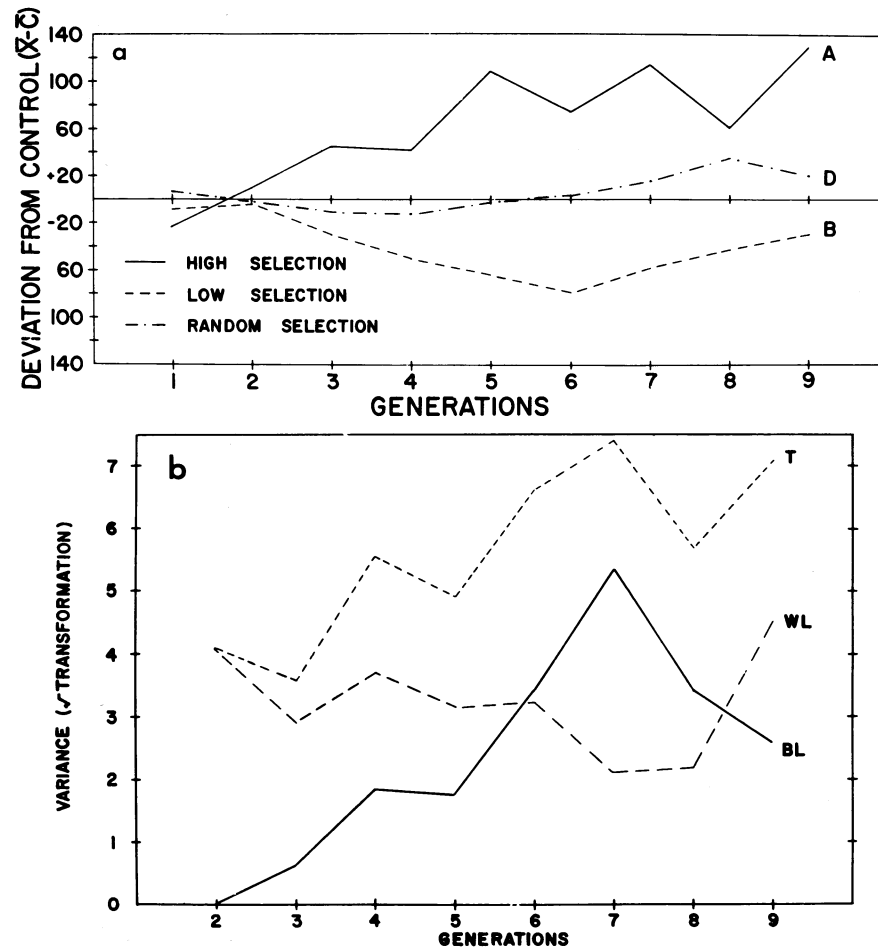 a
DEVIATION FROM CONTROL (X̄-C̄)
140
100
60
+20
-20
60
100
140
A
D
B
HIGH SELECTION
LOW SELECTION
RANDOM SELECTION
1 2 3 4 5 6 7 8 9
GENERATIONS
b
VARIANCE (√TRANSFORMATION)
7
6
5
4
3
2
1
0
T
WL
BL
2 3 4 5 6 7 8 9
GENERATIONS